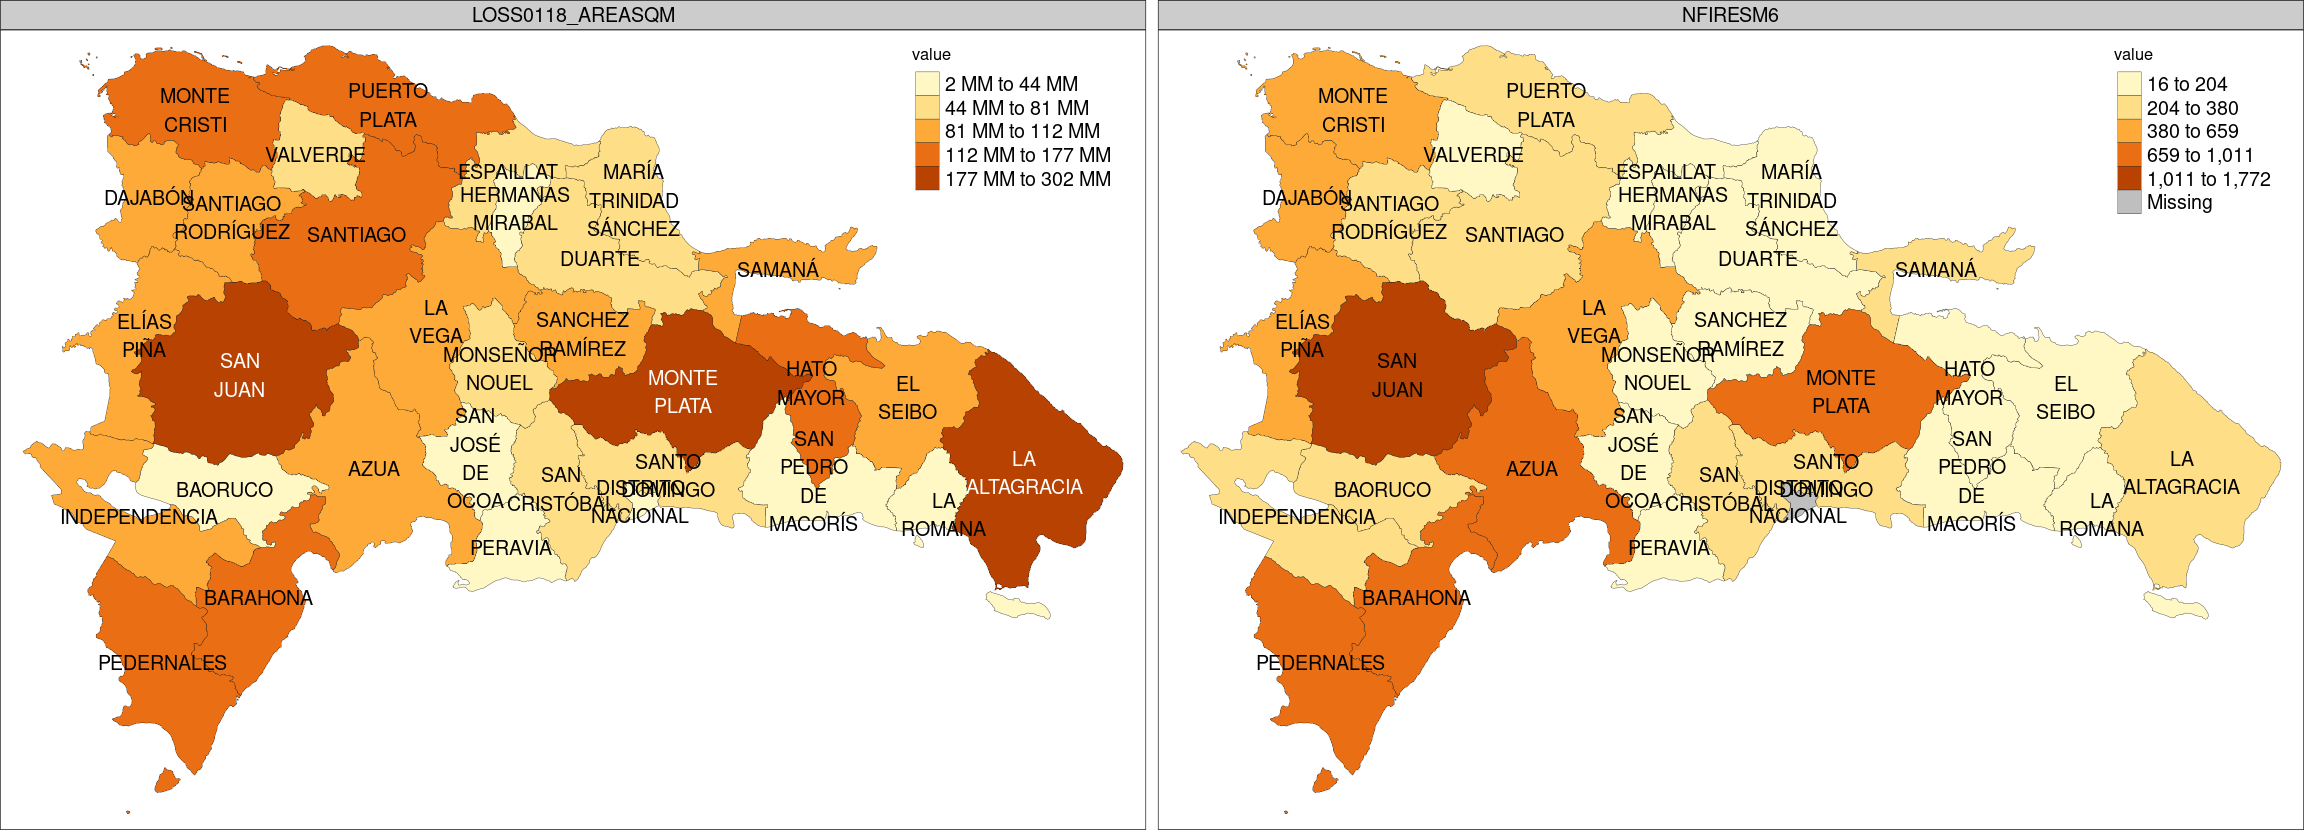 LOSS0118_AREASQM
value
2 MM to 44 MM
44 MM to 81 MM
81 MM to 112 MM
112 MM to 177 MM
177 MM to 302 MM
MONTE
CRISTI
PUERTO
PLATA
VALVERDE
ESPAILLAT
MARÍA
TRINIDAD
SÁNCHEZ
DAJABÓN
SANTIAGO
RODRÍGUEZ
HERMANAS
MIRABAL
SANTIAGO
DUARTE
SAMANÁ
ELÍAS
PIÑA
LA
VEGA
SANCHEZ
RAMÍREZ
SAN
JUAN
MONSEÑOR
NOUEL
MONTE
PLATA
HATO
MAYOR
EL
SEIBO
SAN
JOSÉ
DE
OCOA
AZUA
SAN
CRISTÓBAL
SANTO
DOMINGO
DISTRITO
NACIONAL
SAN
PEDRO
DE
MACORÍS
LA
ALTAGRACIA
LA
ROMANA
BAORUCO
INDEPENDENCIA
PERAVIA
BARAHONA
PEDERNALES
NFIRESM6
value
16 to 204
204 to 380
380 to 659
659 to 1,011
1,011 to 1,772
Missing
MONTE
CRISTI
PUERTO
PLATA
VALVERDE
ESPAILLAT
MARÍA
TRINIDAD
SÁNCHEZ
DAJABÓN
SANTIAGO
RODRÍGUEZ
HERMANAS
MIRABAL
SANTIAGO
DUARTE
SAMANÁ
ELÍAS
PIÑA
LA
VEGA
SANCHEZ
RAMÍREZ
SAN
JUAN
MONSEÑOR
NOUEL
MONTE
PLATA
HATO
MAYOR
EL
SEIBO
SAN
JOSÉ
DE
OCOA
AZUA
SAN
CRISTÓBAL
SANTO
DOMINGO
DISTRITO
NACIONAL
SAN
PEDRO
DE
MACORÍS
LA
ALTAGRACIA
LA
ROMANA
BAORUCO
INDEPENDENCIA
PERAVIA
BARAHONA
PEDERNALES